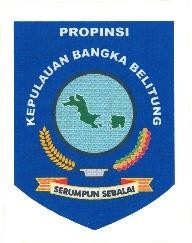 PROPINSI
KEPULAUAN BANGKA BELITUNG
SERUMPUN SEBALAI